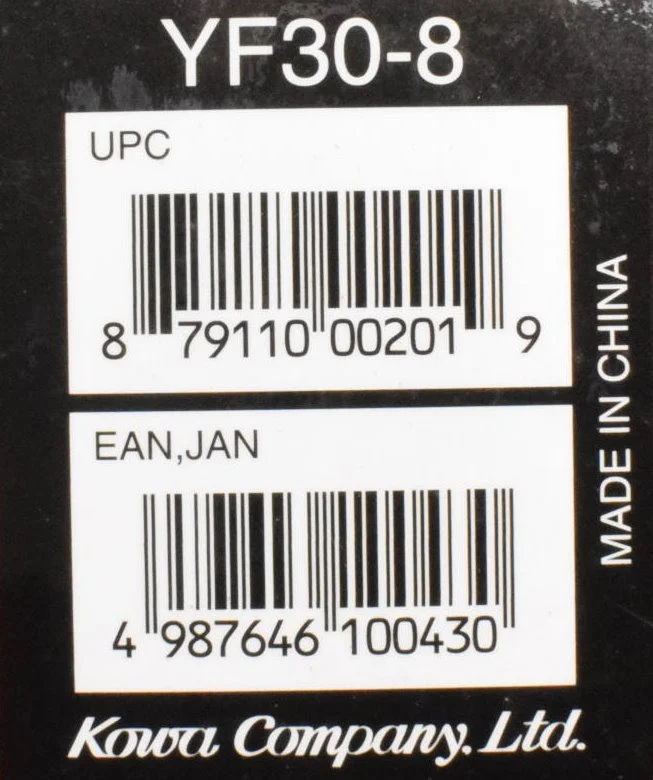 YF30-8
UPC
8 79110 00201 9
EAN,JAN
4 987646 100430
MADE IN CHINA
Kowa Company, Ltd.